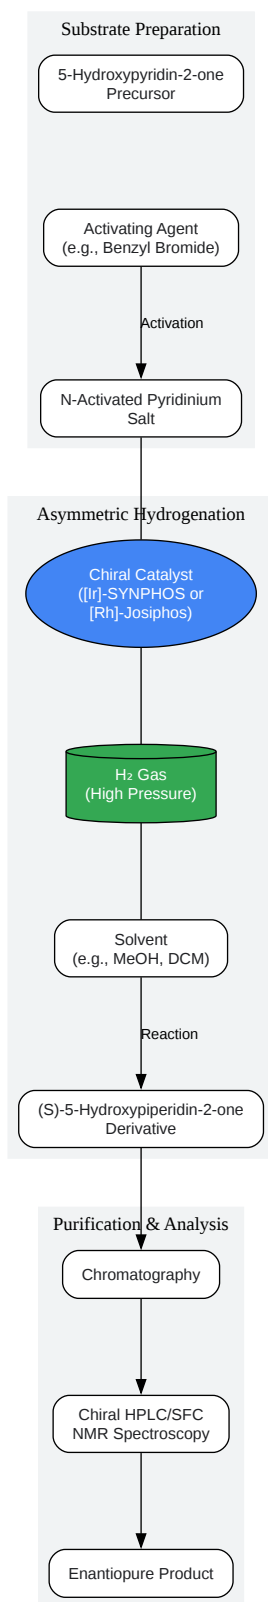 Substrate Preparation
5-Hydroxypyridin-2-one
Precursor
Activating Agent
(e.g., Benzyl Bromide)
Activation
N-Activated Pyridinium
Salt
Asymmetric Hydrogenation
Chiral Catalyst
([Ir]-SYNPHOS or
[Rh]-Josiphos)
H₂ Gas
(High Pressure)
Solvent
(e.g., MeOH, DCM)
Reaction
(S)-5-Hydroxypiperidin-2-one
Derivative
Purification & Analysis
Chromatography
Chiral HPLC/SFC
NMR Spectroscopy
Enantiopure Product